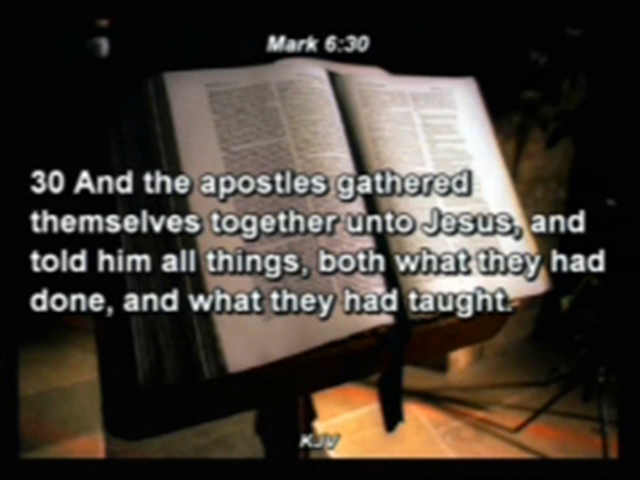 Mark 6:30
30 And the apostles gathered
themselves together unto Jesus, and
told him all things, both what they had
done, and what they had taught.
KJV